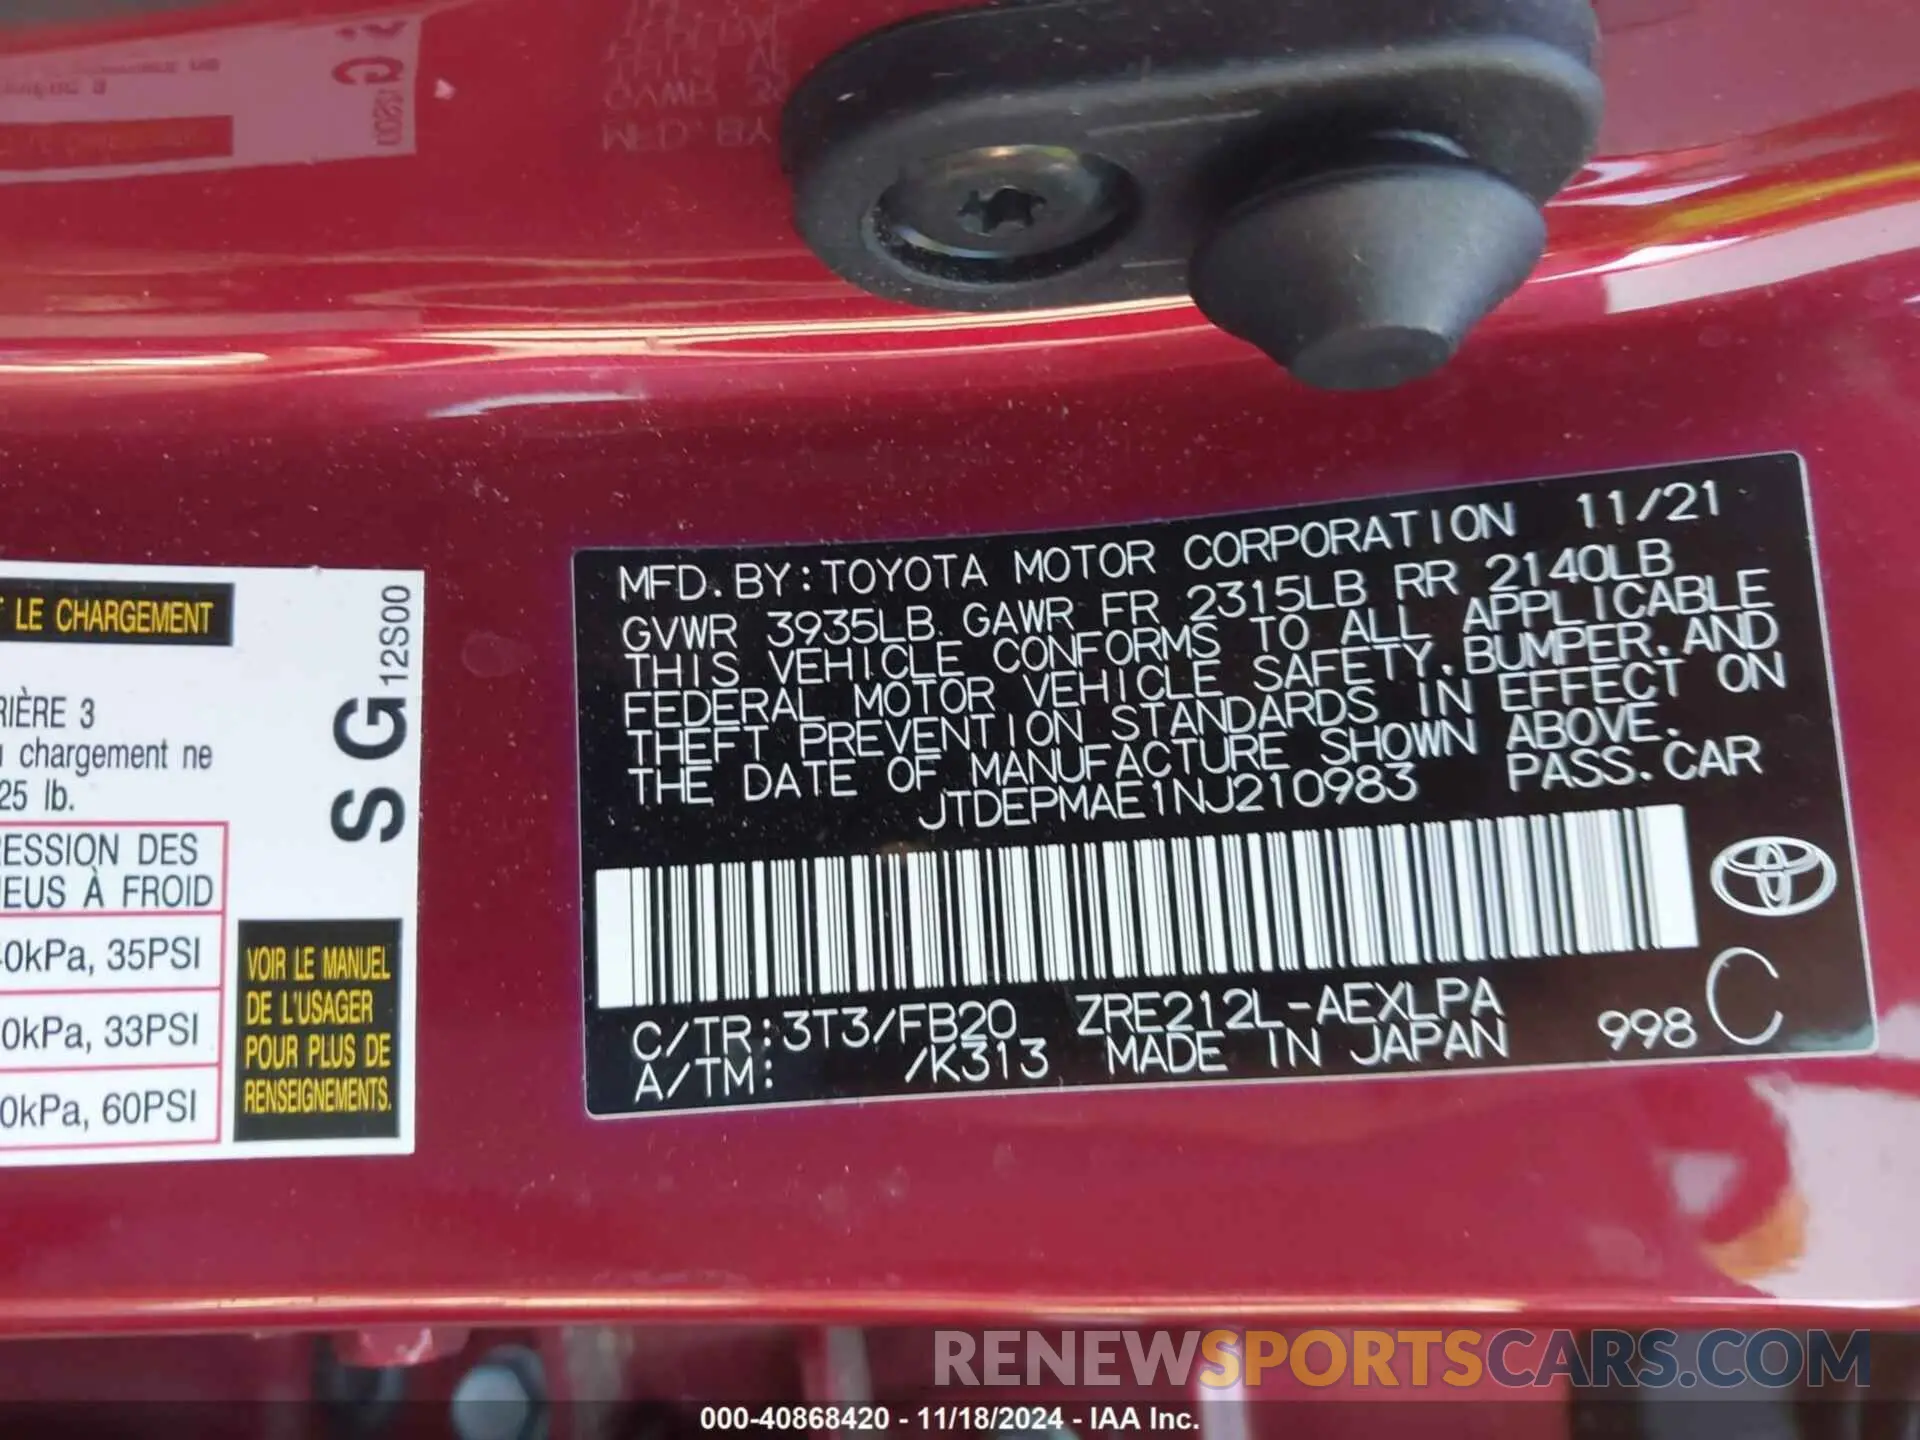 T LE CHARGEMENT
RIÈRE 3
chargement ne
25 lb.
ESSION DES
EUS À FROID
0kPa, 35PSI
0kPa, 33PSI
0kPa, 60PSI
S G 12S00
VOIR LE MANUEL
DE L'USAGER
POUR PLUS DE
RENSEIGNEMENTS.
MFD. BY:TOYOTA MOTOR CORPORATION 11/21
GVWR 3935LB GAWR FR 2315LB RR 2140LB
THIS VEHICLE CONFORMS TO ALL APPLICABLE
FEDERAL MOTOR VEHICLE SAFETY, BUMPER, AND
THEFT PREVENTION STANDARDS IN EFFECT ON
THE DATE OF MANUFACTURE SHOWN ABOVE.
JTDEPMAE1NJ210983 PASS. CAR
C/TR:3T3/FB20 ZRE212L-AEXLPA
A/TM: /K313 MADE IN JAPAN 998 C
RENEWSPORTSCARS.COM
000-40868420 - 11/18/2024 - IAA Inc.